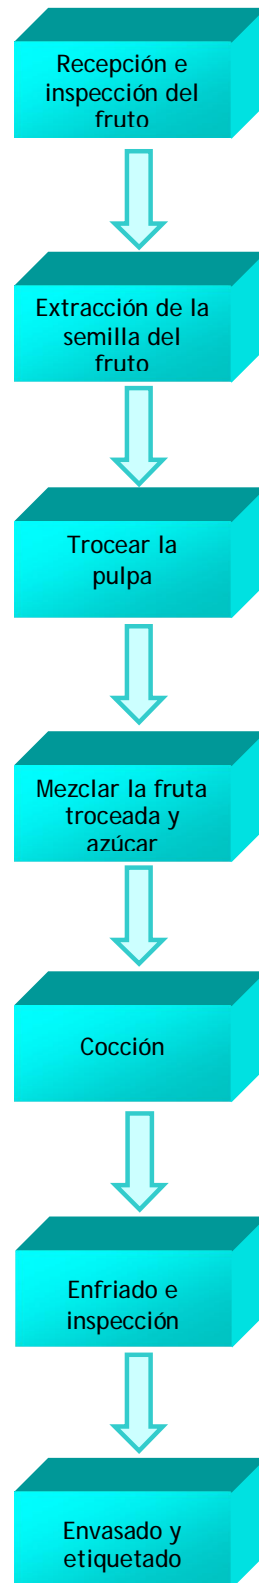 Recepción e
inspección del
fruto
Extracción de la
semilla del
fruto
Trocear la
pulpa
Mezclar la fruta
troceada y
azúcar
Cocción
Enfriado e
inspección
Envasado y
etiquetado